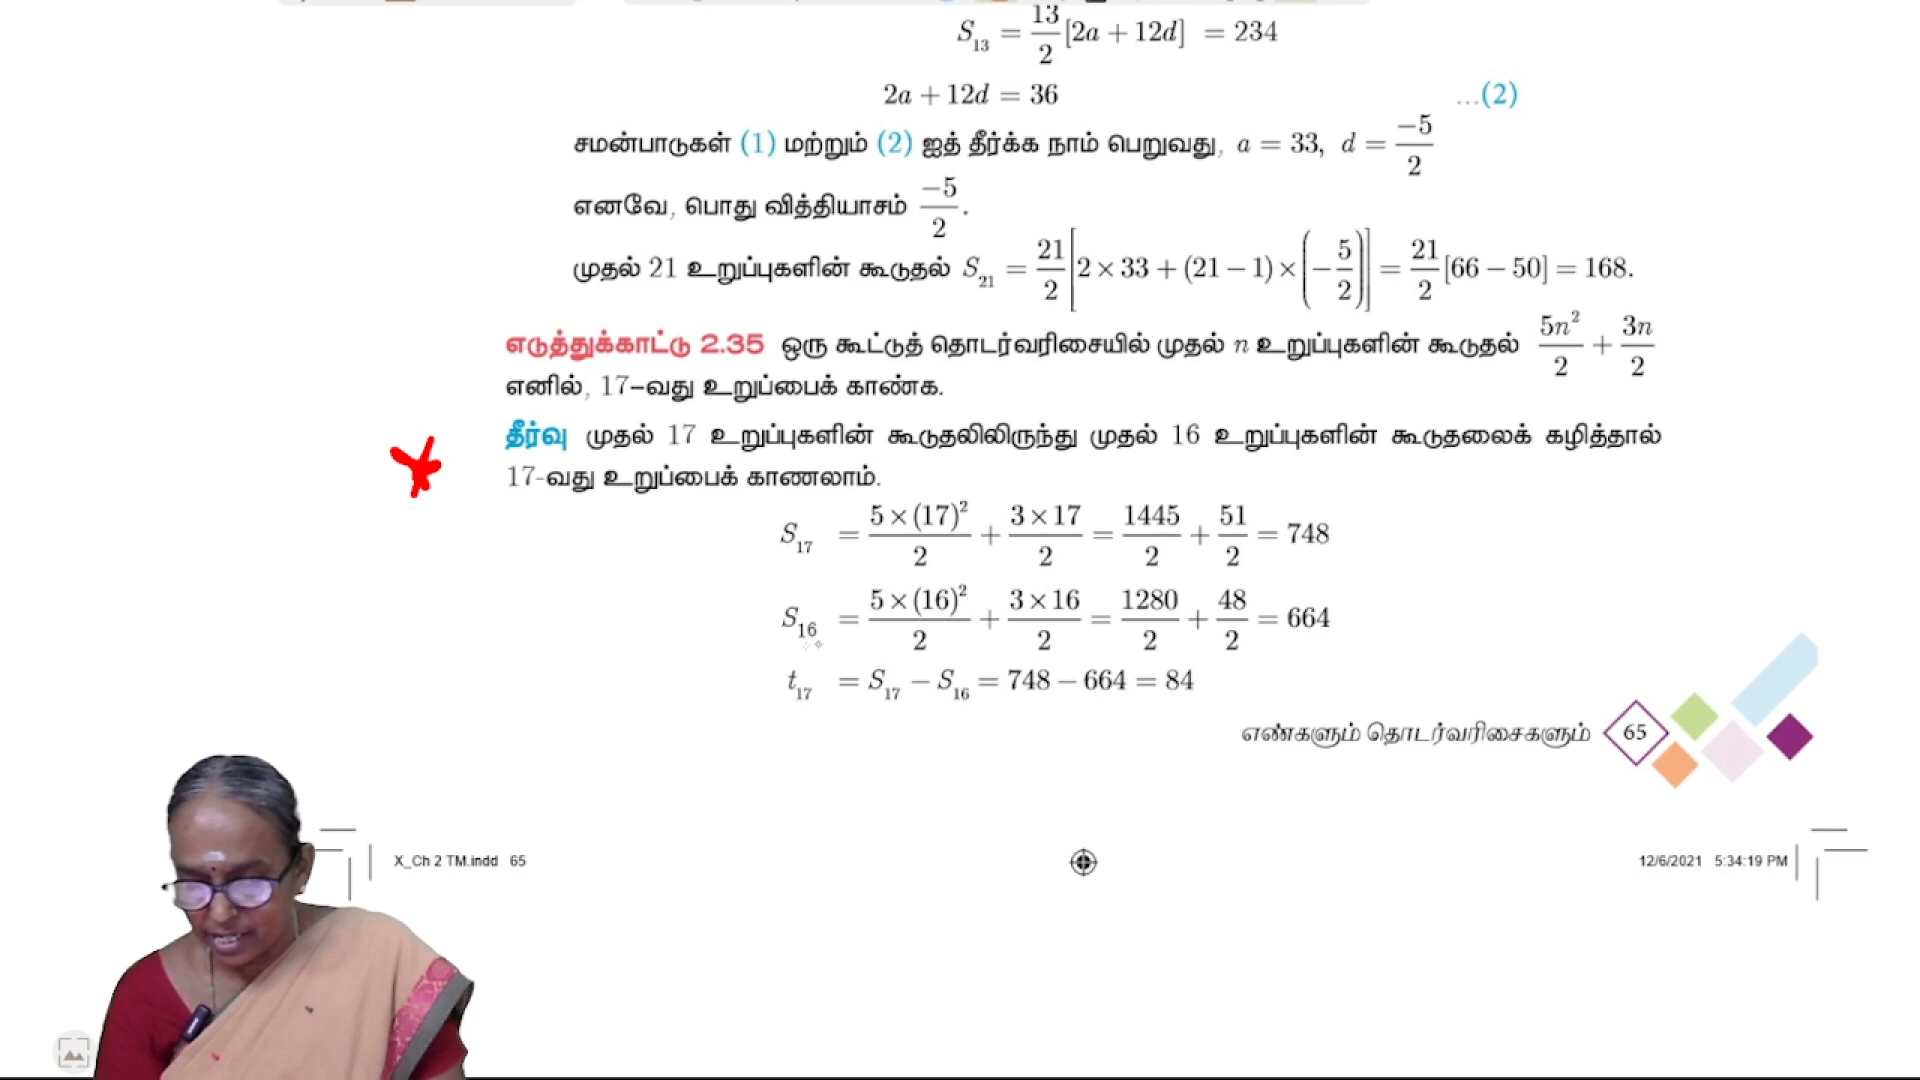 S₁₃ = 13/2 [2a + 12d] = 234
2a + 12d = 36 ...(2)
சமன்பாடுகள் (1) மற்றும் (2) ஐத் தீர்க்க நாம் பெறுவது, a = 33, d = −5/2
எனவே, பொது வித்தியாசம் −5/2.
முதல் 21 உறுப்புகளின் கூடுதல் S₂₁ = 21/2 [2 × 33 + (21 − 1) × (−5/2)] = 21/2 [66 − 50] = 168.
எடுத்துக்காட்டு 2.35 ஒரு கூட்டுத் தொடர்வரிசையில் முதல் n உறுப்புகளின் கூடுதல் 5n²/2 + 3n/2
எனில், 17–வது உறுப்பைக் காண்க.
தீர்வு முதல் 17 உறுப்புகளின் கூடுதலிலிருந்து முதல் 16 உறுப்புகளின் கூடுதலைக் கழித்தால்
17-வது உறுப்பைக் காணலாம்.
S₁₇ = 5 × (17)²/2 + 3 × 17/2 = 1445/2 + 51/2 = 748
S₁₆ = 5 × (16)²/2 + 3 × 16/2 = 1280/2 + 48/2 = 664
t₁₇ = S₁₇ − S₁₆ = 748 − 664 = 84
எண்களும் தொடர்வரிசைகளும் 65
X_Ch 2 TM.indd 65 12/6/2021 5:34:19 PM